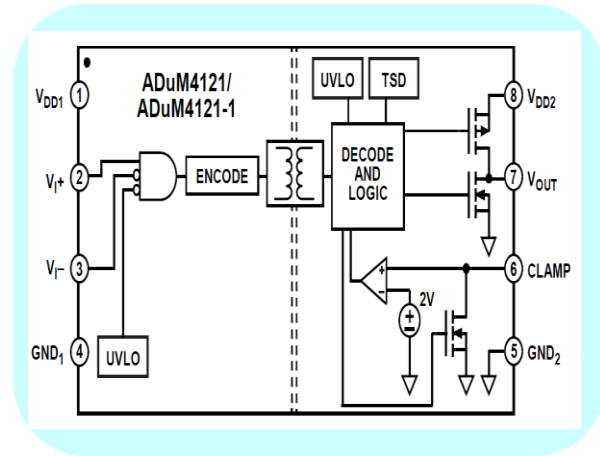 ADuM4121/
ADuM4121-1
UVLO
TSD
VDD1
1
8
VDD2
VI+
2
ENCODE
DECODE
AND
LOGIC
7
VOUT
VI–
3
+
–
2V
+
–
6
CLAMP
GND1
4
UVLO
5
GND2